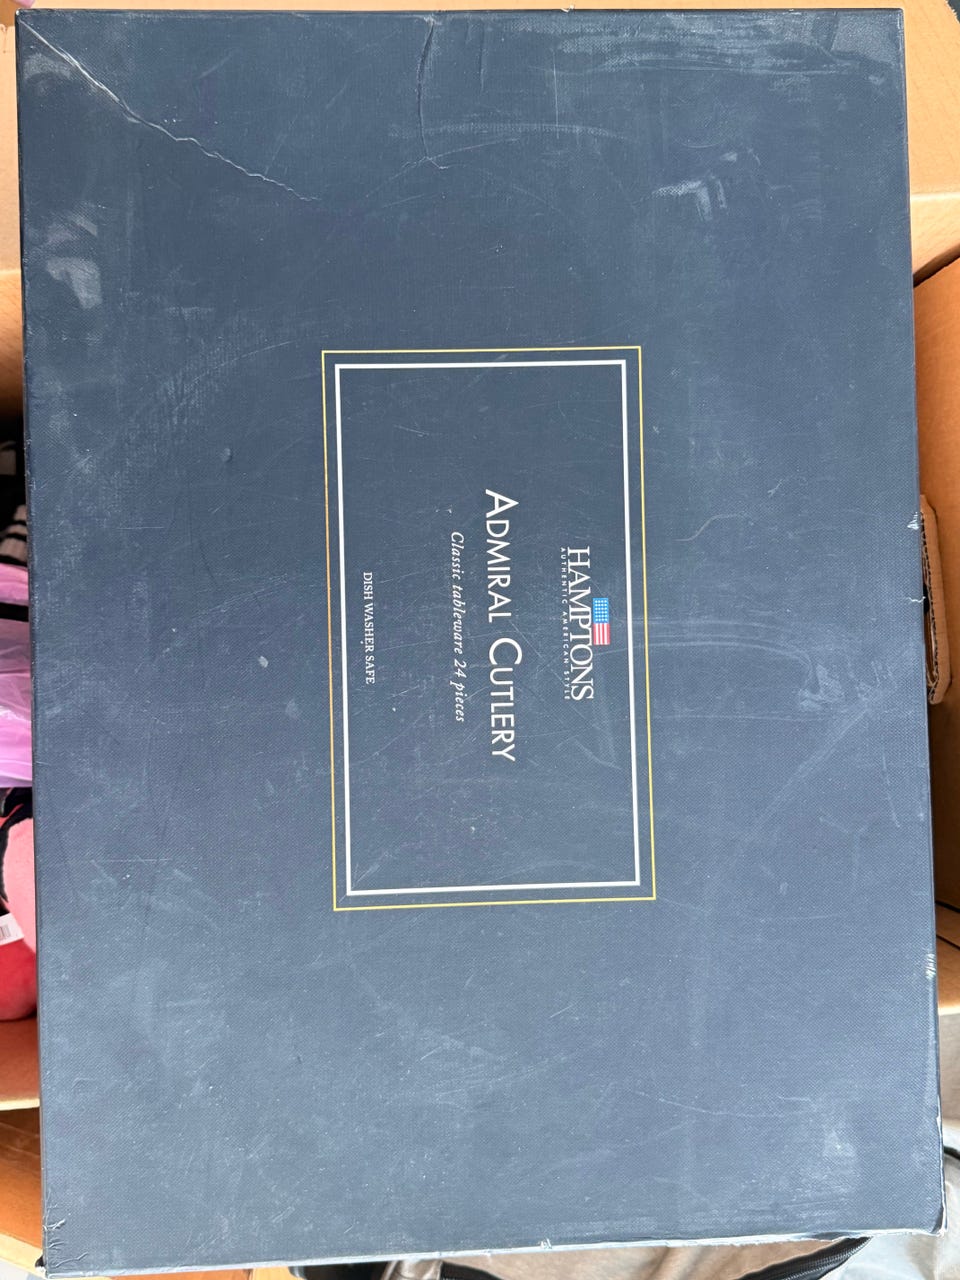 HAMPTONS
AUTHENTIC AMERICAN STYLE
ADMIRAL CUTLERY
Classic tableware 24 pieces
DISH WASHER SAFE